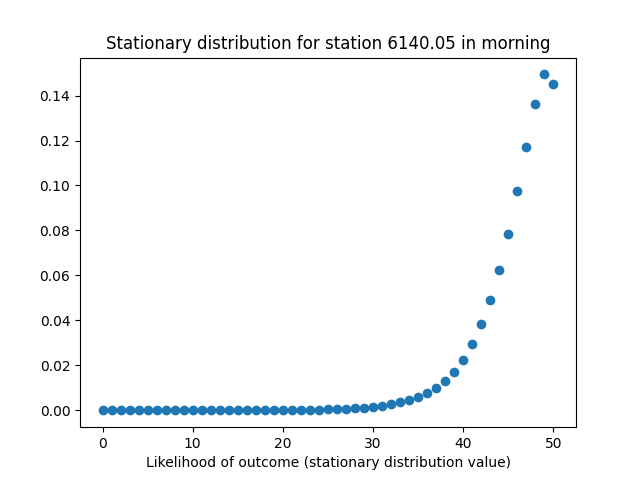 Stationary distribution for station 6140.05 in morning
0.14
0.12
0.10
0.08
0.06
0.04
0.02
0.00
0 10 20 30 40 50
Likelihood of outcome (stationary distribution value)